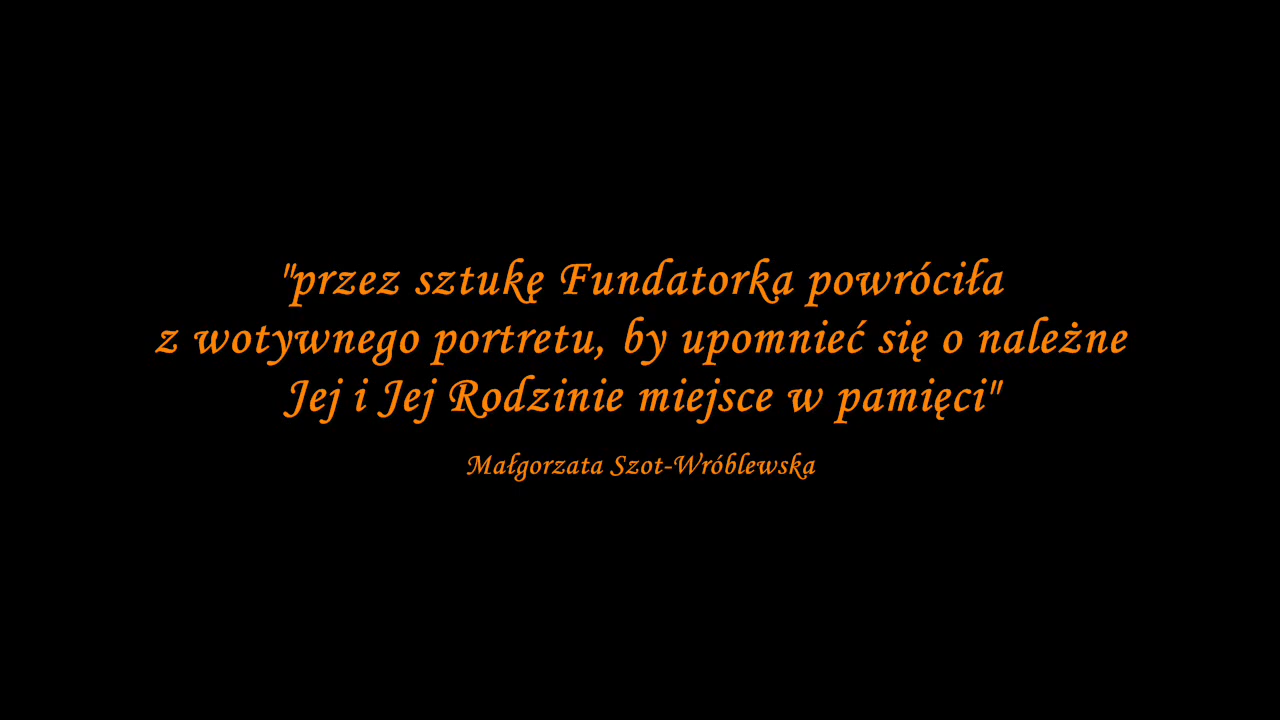 "przez sztukę Fundatorka powróciła
z wotywnego portretu, by upomnieć się o należne
Jej i Jej Rodzinie miejsce w pamięci"
Małgorzata Szot-Wróblewska